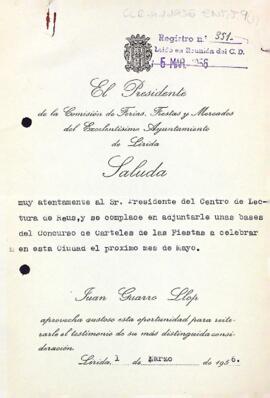 Registro n.º 351.
Leído en Reunión del C. D.
5 MAR. 1956
El Presidente
de la Comisión de Ferias, Fiestas y Mercados
del Excelentísimo Ayuntamiento
de Lérida
Saluda
muy atentamente al Sr. Presidente del Centro de Lec-
tura de Reus, y se complace en adjuntarle unas bases
del Concurso de Carteles de las Fiestas a celebrar
en esta Ciudad el próximo mes de Mayo.
Juan Guarro Llop
aprovecha gustoso esta oportunidad para reite-
rarle el testimonio de su más distinguida consi-
deración.
Lérida, 1 de Marzo de 1956.